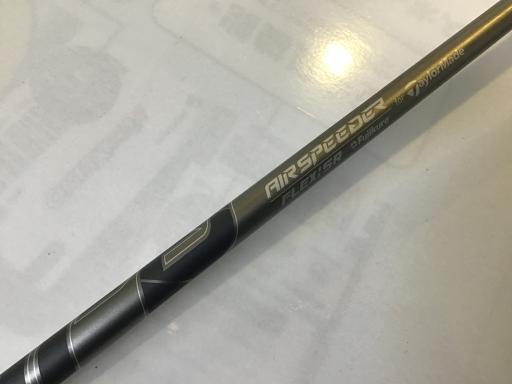 AIR SPEEDER for TaylorMade
FLEX:SR Fujikura